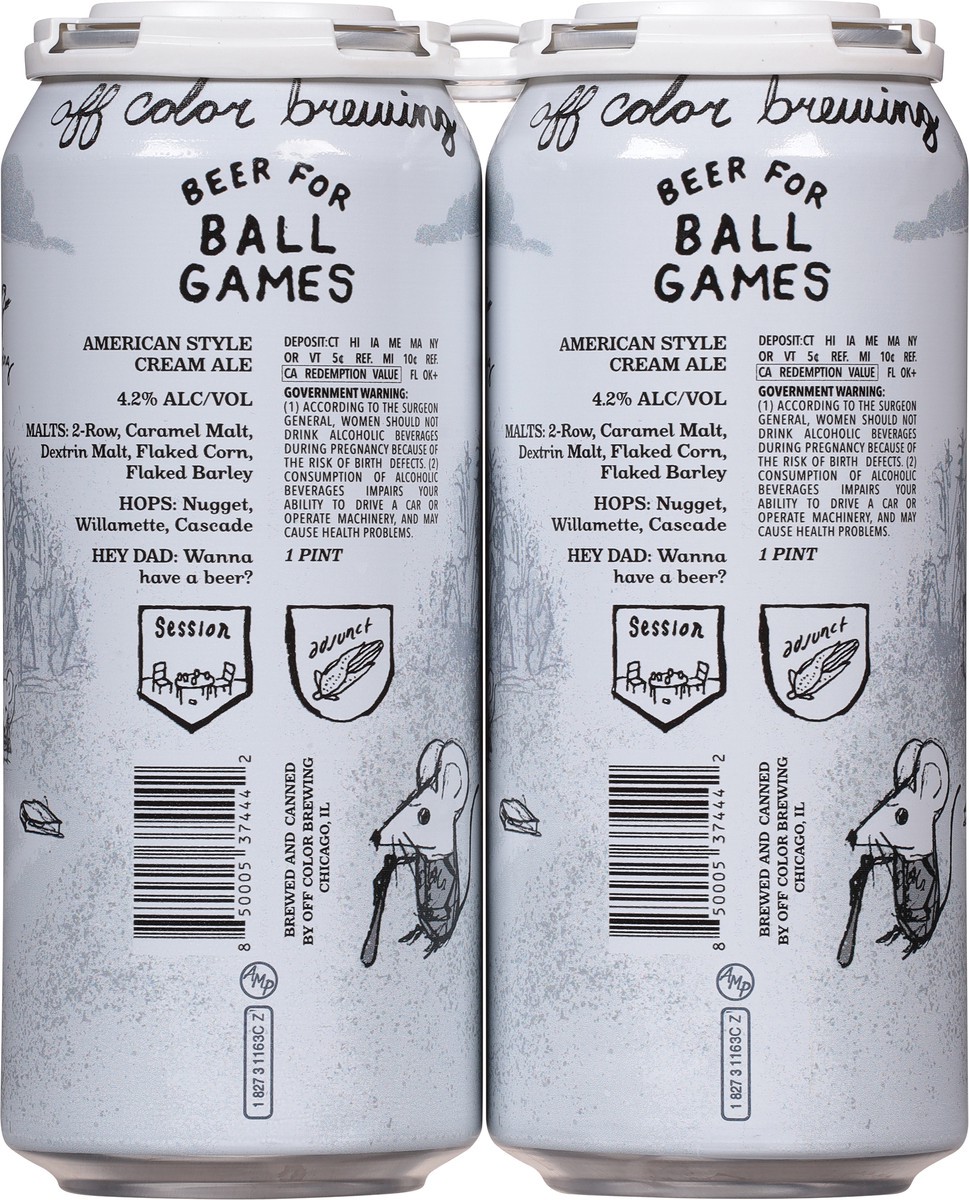 off color brewing
BEER FOR
BALL
GAMES
AMERICAN STYLE
CREAM ALE
4.2% ALC/VOL
MALTS: 2-Row, Caramel Malt,
Dextrin Malt, Flaked Corn,
Flaked Barley
HOPS: Nugget,
Willamette, Cascade
HEY DAD: Wanna
have a beer?
DEPOSIT:CT HI IA ME MA NY
OR VT 5¢ REF. MI 10¢ REF.
CA REDEMPTION VALUE FL OK+
GOVERNMENT WARNING:
(1) ACCORDING TO THE SURGEON
GENERAL, WOMEN SHOULD NOT
DRINK ALCOHOLIC BEVERAGES
DURING PREGNANCY BECAUSE OF
THE RISK OF BIRTH DEFECTS. (2)
CONSUMPTION OF ALCOHOLIC
BEVERAGES IMPAIRS YOUR
ABILITY TO DRIVE A CAR OR
OPERATE MACHINERY, AND MAY
CAUSE HEALTH PROBLEMS.
1 PINT
Session
adjunct
8 50005 37444 2
BREWED AND CANNED
BY OFF COLOR BREWING
CHICAGO, IL
AMP
1 827 3 1163C Z
off color brewing
BEER FOR
BALL
GAMES
AMERICAN STYLE
CREAM ALE
4.2% ALC/VOL
MALTS: 2-Row, Caramel Malt,
Dextrin Malt, Flaked Corn,
Flaked Barley
HOPS: Nugget,
Willamette, Cascade
HEY DAD: Wanna
have a beer?
DEPOSIT:CT HI IA ME MA NY
OR VT 5¢ REF. MI 10¢ REF.
CA REDEMPTION VALUE FL OK+
GOVERNMENT WARNING:
(1) ACCORDING TO THE SURGEON
GENERAL, WOMEN SHOULD NOT
DRINK ALCOHOLIC BEVERAGES
DURING PREGNANCY BECAUSE OF
THE RISK OF BIRTH DEFECTS. (2)
CONSUMPTION OF ALCOHOLIC
BEVERAGES IMPAIRS YOUR
ABILITY TO DRIVE A CAR OR
OPERATE MACHINERY, AND MAY
CAUSE HEALTH PROBLEMS.
1 PINT
Session
adjunct
8 50005 37444 2
BREWED AND CANNED
BY OFF COLOR BREWING
CHICAGO, IL
AMP
1 827 3 1163C Z